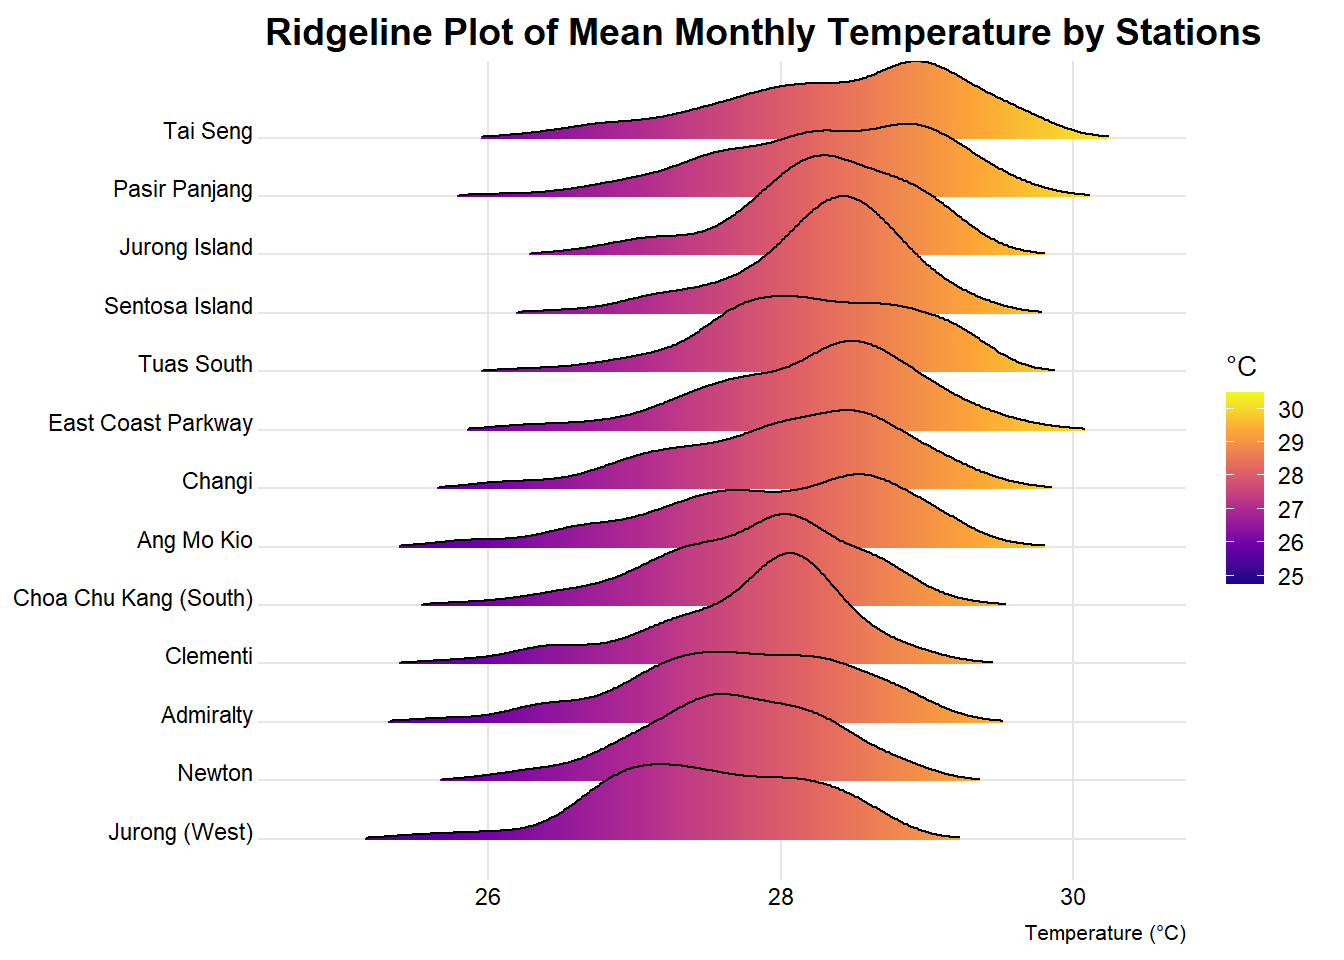 Ridgeline Plot of Mean Monthly Temperature by Stations
Tai Seng
Pasir Panjang
Jurong Island
Sentosa Island
Tuas South
East Coast Parkway
Changi
Ang Mo Kio
Choa Chu Kang (South)
Clementi
Admiralty
Newton
Jurong (West)
26 28 30
Temperature (°C)
°C
30
29
28
27
26
25